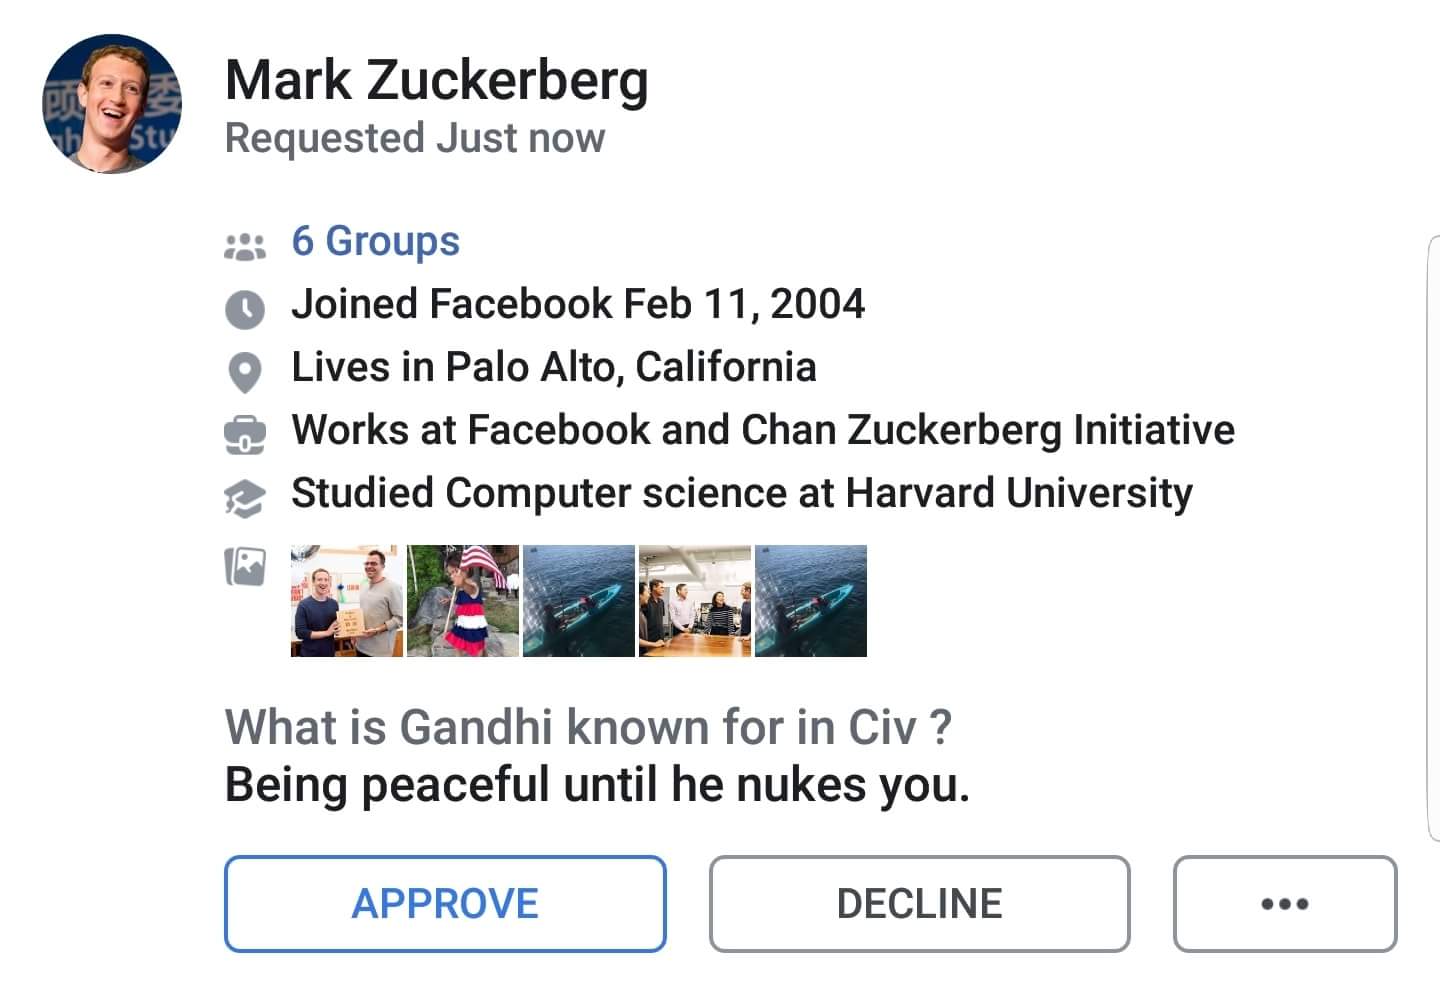 Mark Zuckerberg
Requested Just now
6 Groups
Joined Facebook Feb 11, 2004
Lives in Palo Alto, California
Works at Facebook and Chan Zuckerberg Initiative
Studied Computer science at Harvard University
What is Gandhi known for in Civ ?
Being peaceful until he nukes you.
APPROVE
DECLINE